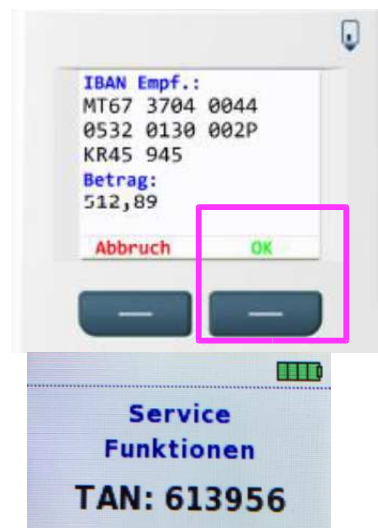 IBAN Empf.:
MT67 3704 0044
0532 0130 002P
KR45 945
Betrag:
512,89
Abbruch OK
Service
Funktionen
TAN: 613956